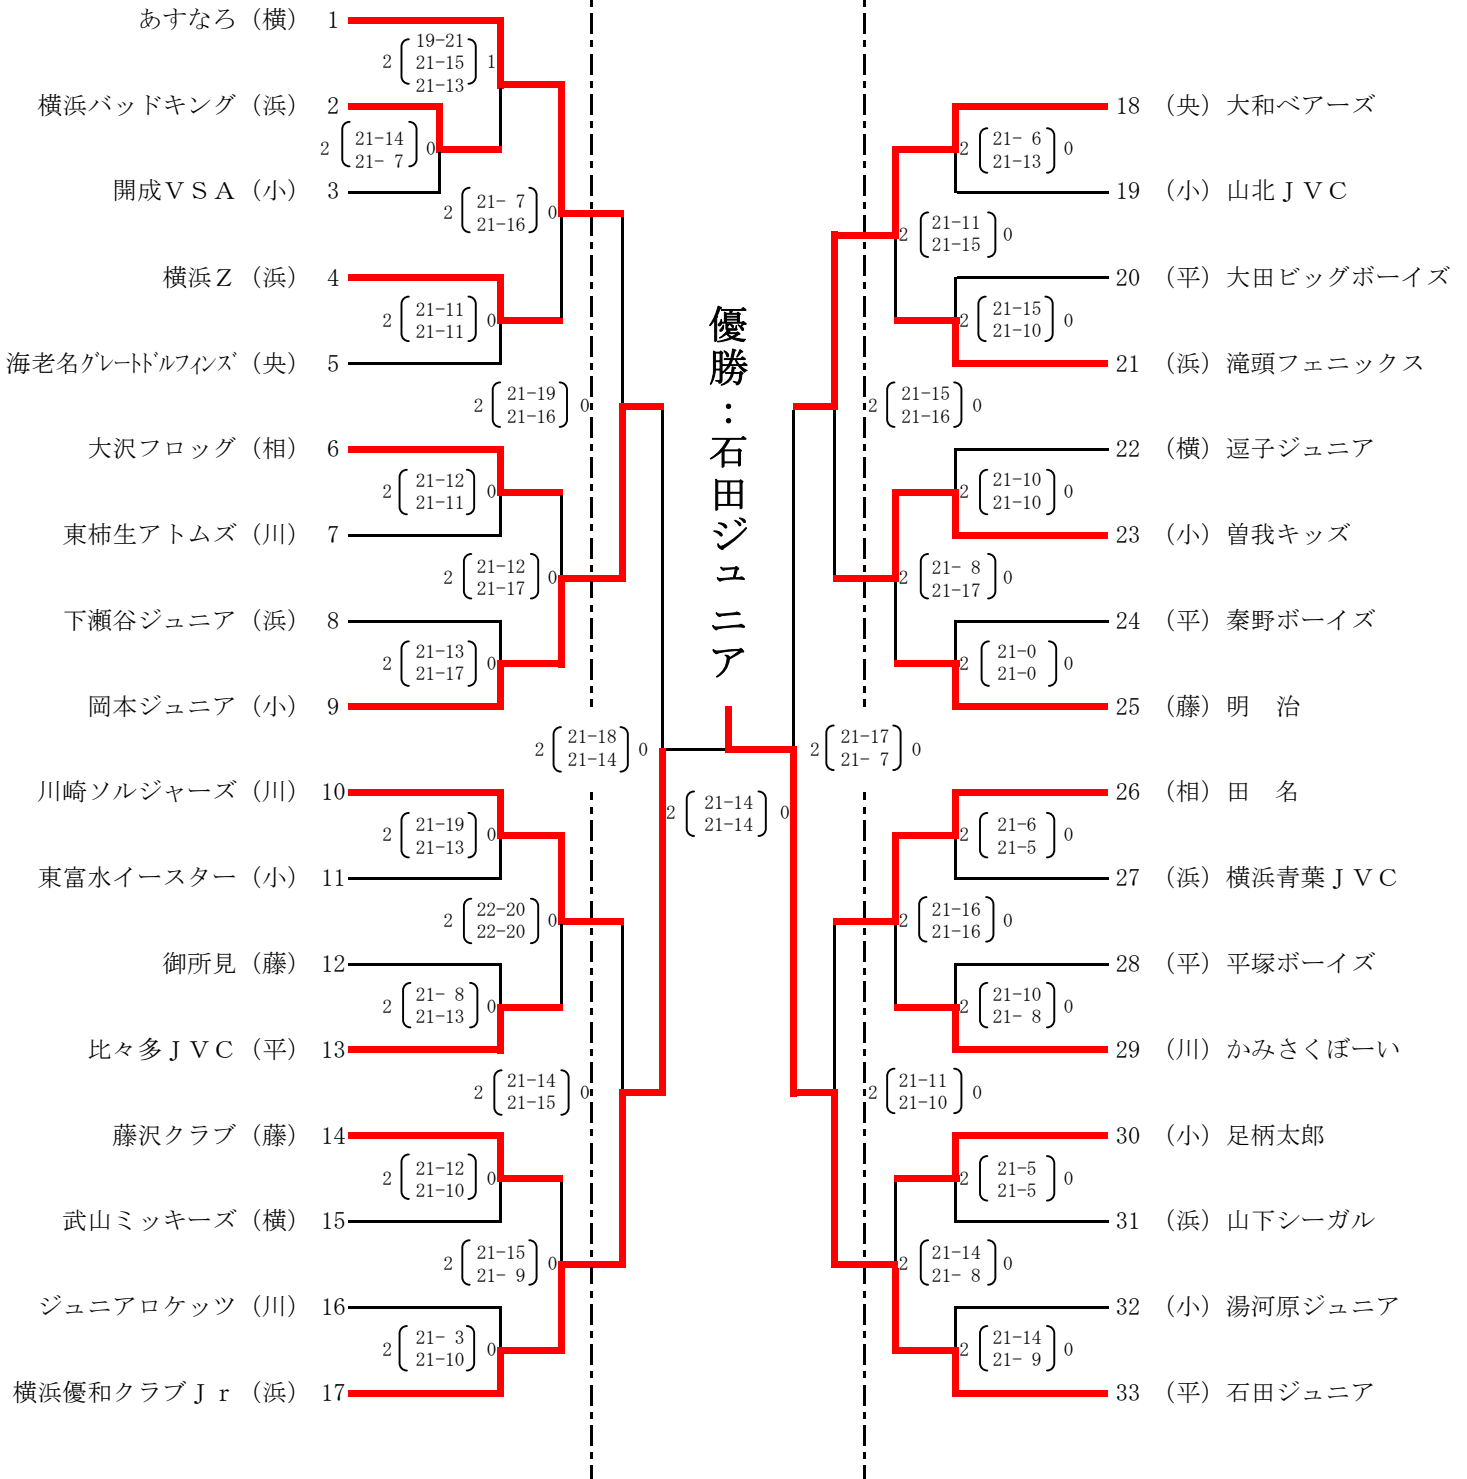 あすなろ（横） 1
2 19-21 1
21-15
21-13
横浜バッドキング（浜） 2
2 21-14 0
21- 7
開成ＶＳＡ（小） 3
2 21- 7 0
21-16
横浜Ｚ（浜） 4
2 21-11 0
21-11
海老名ｸﾞﾚｰﾄﾄﾞﾙﾌｨﾝｽﾞ（央） 5
2 21-19 0
21-16
大沢フロッグ（相） 6
2 21-12 0
21-11
東柿生アトムズ（川） 7
2 21-12 0
21-17
下瀬谷ジュニア（浜） 8
2 21-13 0
21-17
岡本ジュニア（小） 9
2 21-18 0
21-14
川崎ソルジャーズ（川） 10
2 21-19 0
21-13
東富水イースター（小） 11
2 22-20 0
22-20
御所見（藤） 12
2 21- 8 0
21-13
比々多ＪＶＣ（平） 13
2 21-14 0
21-15
藤沢クラブ（藤） 14
2 21-12 0
21-10
武山ミッキーズ（横） 15
2 21-15 0
21- 9
ジュニアロケッツ（川） 16
2 21- 3 0
21-10
横浜優和クラブＪｒ（浜） 17
優勝：石田ジュニア
2 21-14 0
21-14
18 （央）大和ベアーズ
2 21- 6 0
21-13
19 （小）山北ＪＶＣ
2 21-11 0
21-15
20 （平）大田ビッグボーイズ
2 21-15 0
21-10
21 （浜）滝頭フェニックス
2 21-15 0
21-16
22 （横）逗子ジュニア
2 21-10 0
21-10
23 （小）曽我キッズ
2 21- 8 0
21-17
24 （平）秦野ボーイズ
2 21-0 0
21-0
25 （藤）明　治
2 21-17 0
21- 7
26 （相）田　名
2 21-6 0
21-5
27 （浜）横浜青葉ＪＶＣ
2 21-16 0
21-16
28 （平）平塚ボーイズ
2 21-10 0
21- 8
29 （川）かみさくぼーい
2 21-11 0
21-10
30 （小）足柄太郎
2 21-5 0
21-5
31 （浜）山下シーガル
2 21-14 0
21- 8
32 （小）湯河原ジュニア
2 21-14 0
21- 9
33 （平）石田ジュニア